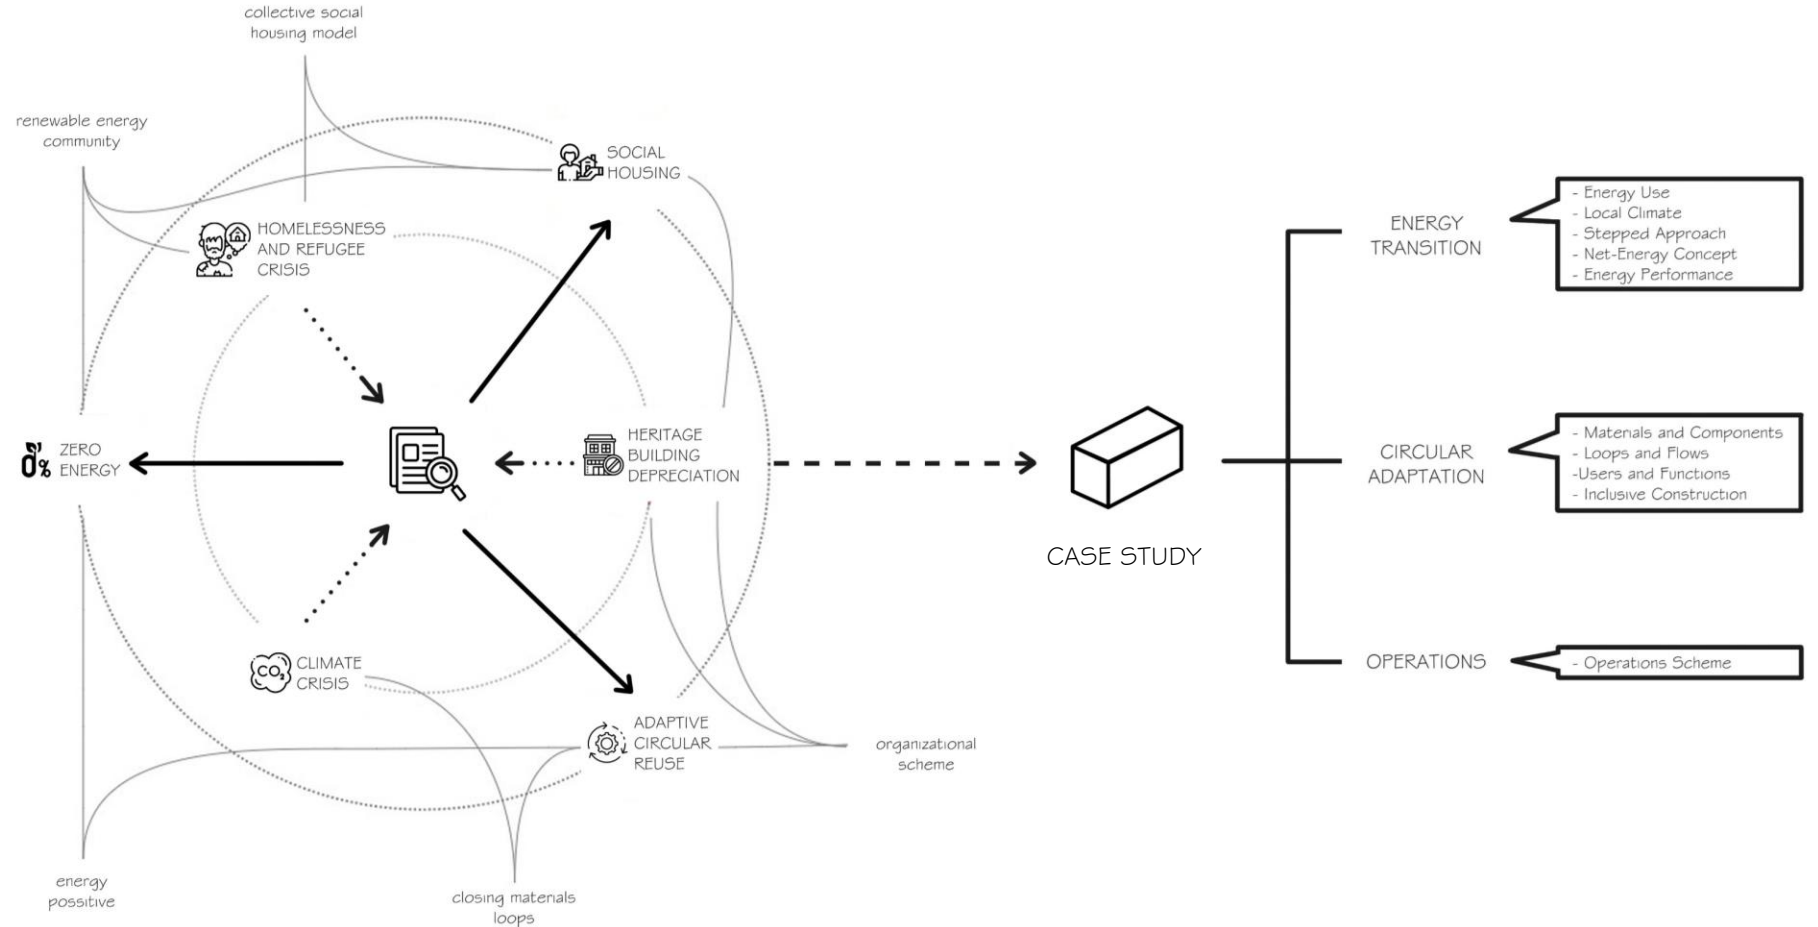 collective social
housing model
renewable energy
community
SOCIAL
HOUSING
HOMELESSNESS
AND REFUGEE
CRISIS
ZERO
ENERGY
0%
HERITAGE
BUILDING
DEPRECIATION
CO2
CLIMATE
CRISIS
ADAPTIVE
CIRCULAR
REUSE
organizational
scheme
energy
possitive
closing materials
loops
CASE STUDY
ENERGY
TRANSITION
- Energy Use
- Local Climate
- Stepped Approach
- Net-Energy Concept
- Energy Performance
CIRCULAR
ADAPTATION
- Materials and Components
- Loops and Flows
-Users and Functions
- Inclusive Construction
OPERATIONS
- Operations Scheme